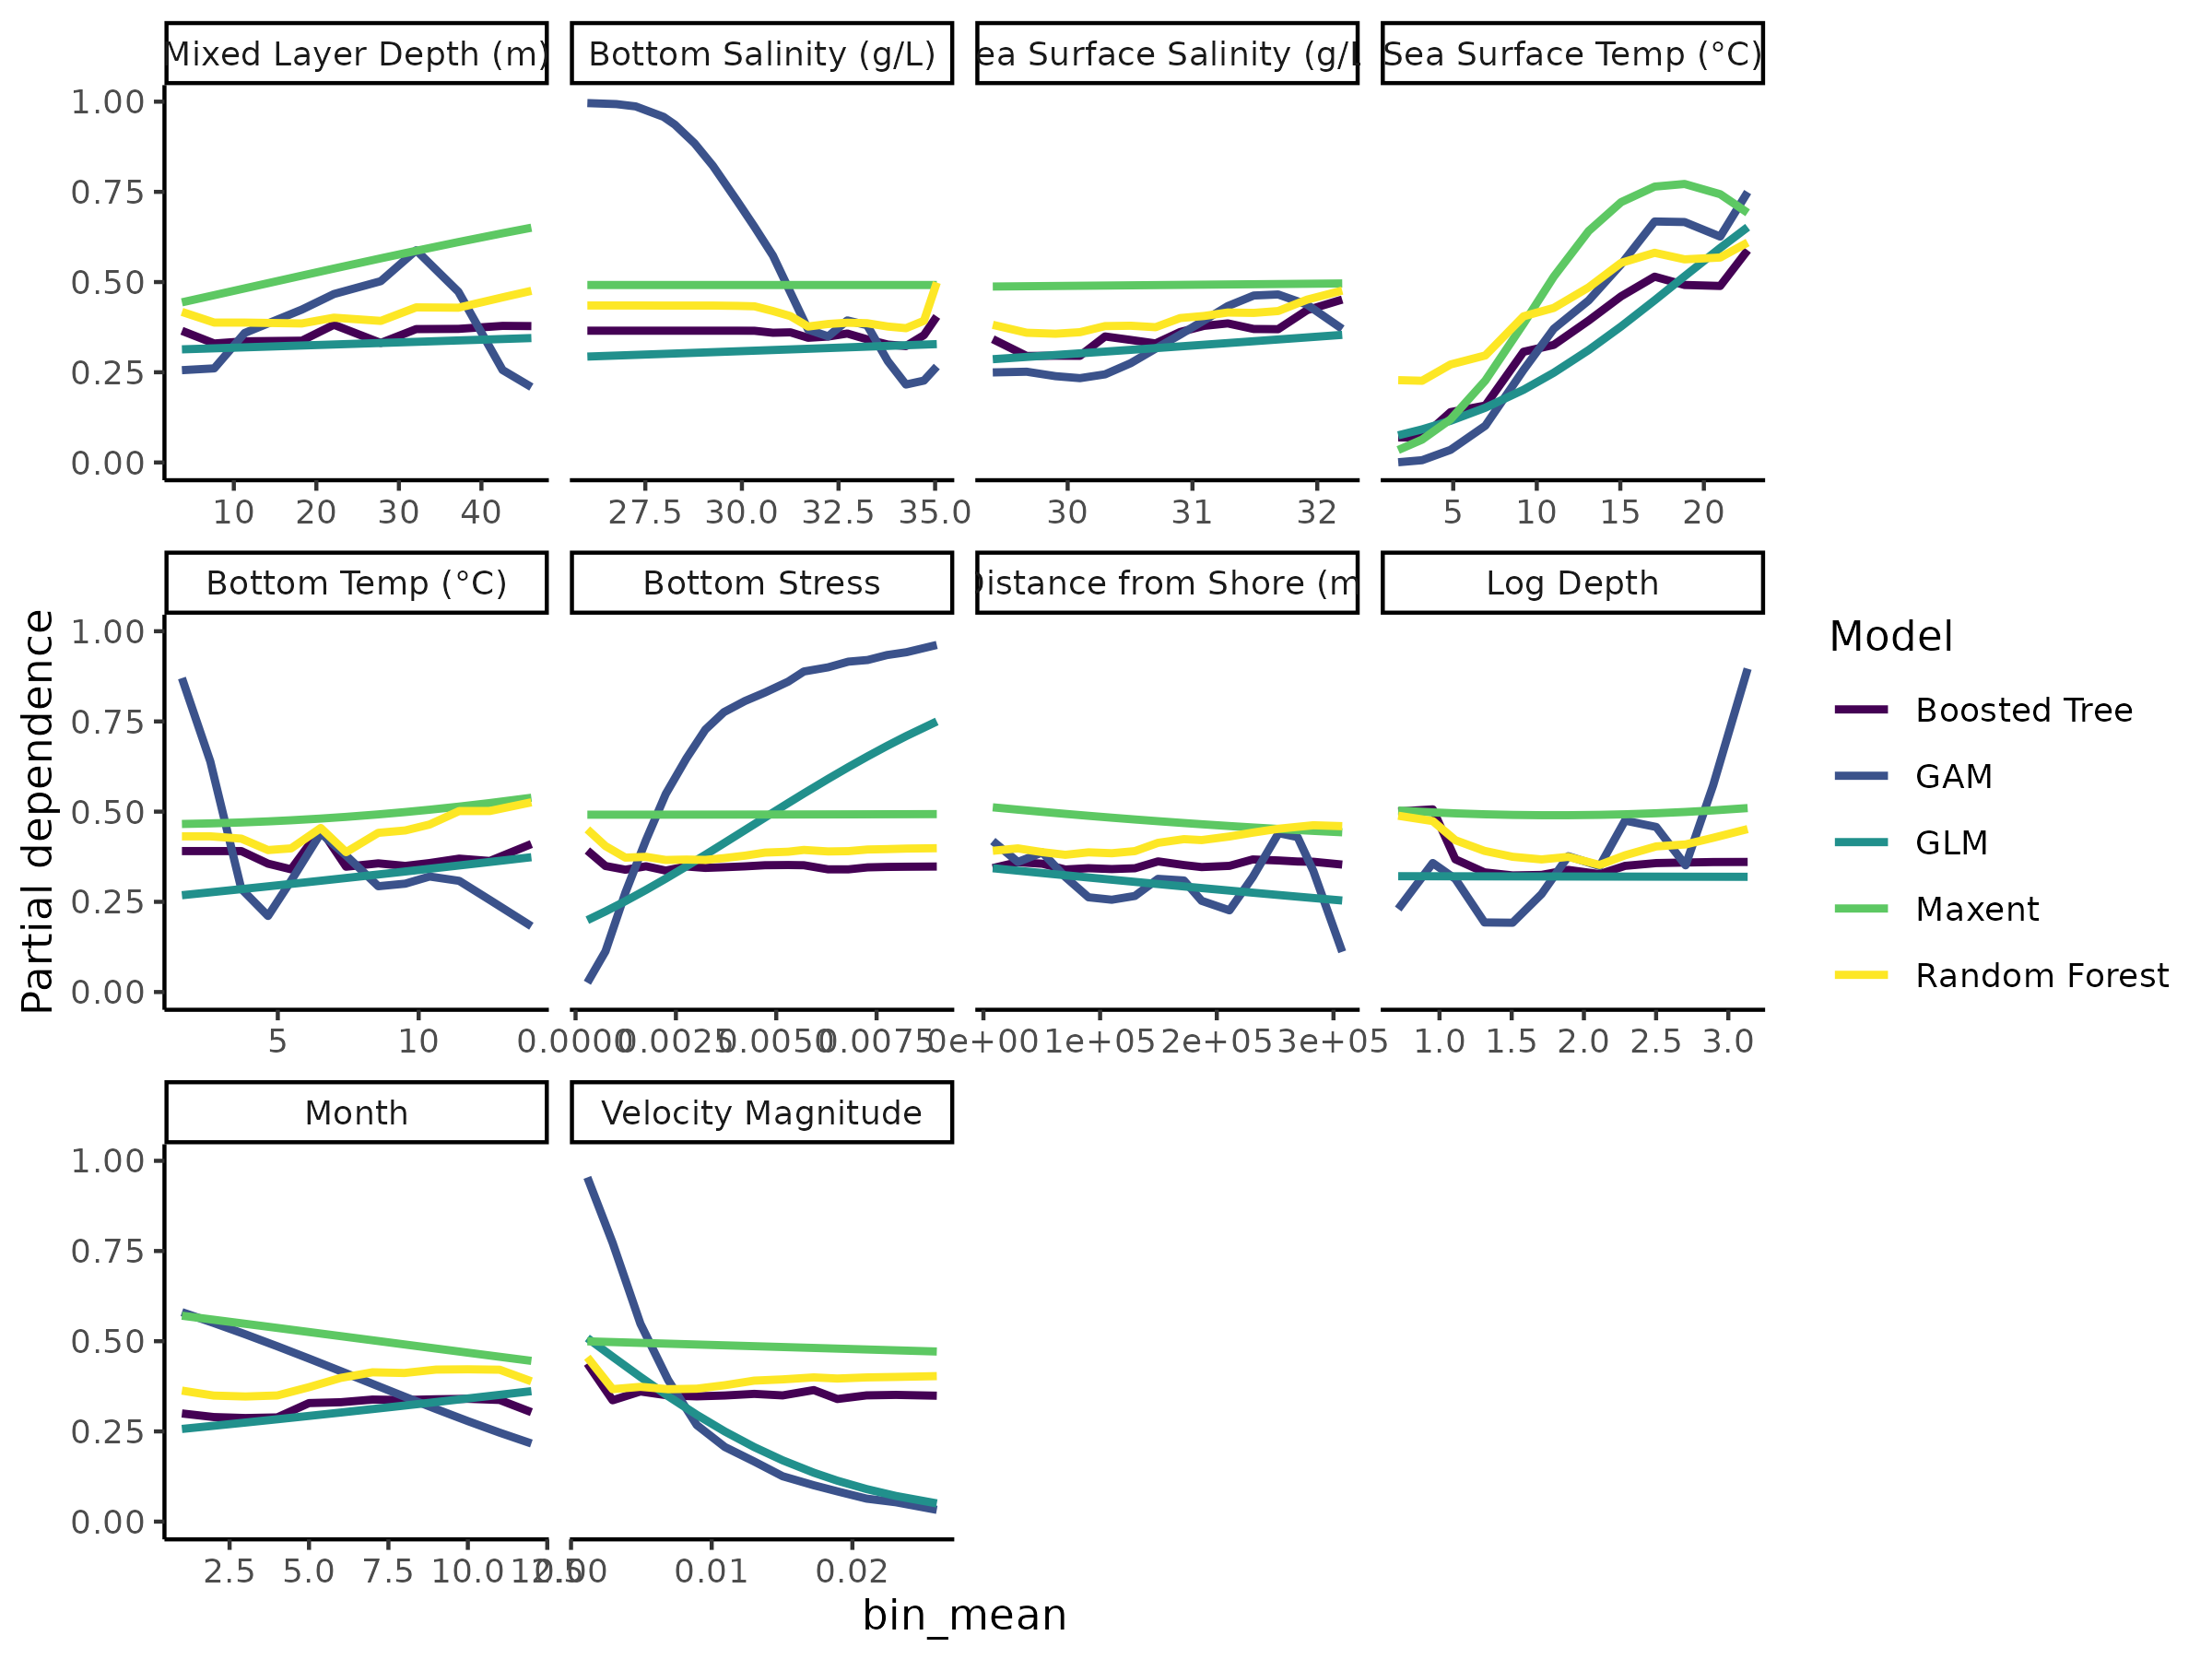 Mixed Layer Depth (m)
Bottom Salinity (g/L)
ea Surface Salinity (g/L
Sea Surface Temp (°C)
1.00
0.75
0.50
0.25
0.00
10 20 30 40
27.5 30.0 32.5 35.0
30 31 32
5 10 15 20
Bottom Temp (°C)
Bottom Stress
Distance from Shore (m
Log Depth
1.00
0.75
0.50
0.25
0.00
5 10
0.0000 0.0025 0.0050 0.0075
0e+00 1e+05 2e+05 3e+05
1.0 1.5 2.0 2.5 3.0
Partial dependence
Month
Velocity Magnitude
1.00
0.75
0.50
0.25
0.00
2.5 5.0 7.5 10.0 12.5
0.00 0.01 0.02
bin_mean
Model
Boosted Tree
GAM
GLM
Maxent
Random Forest